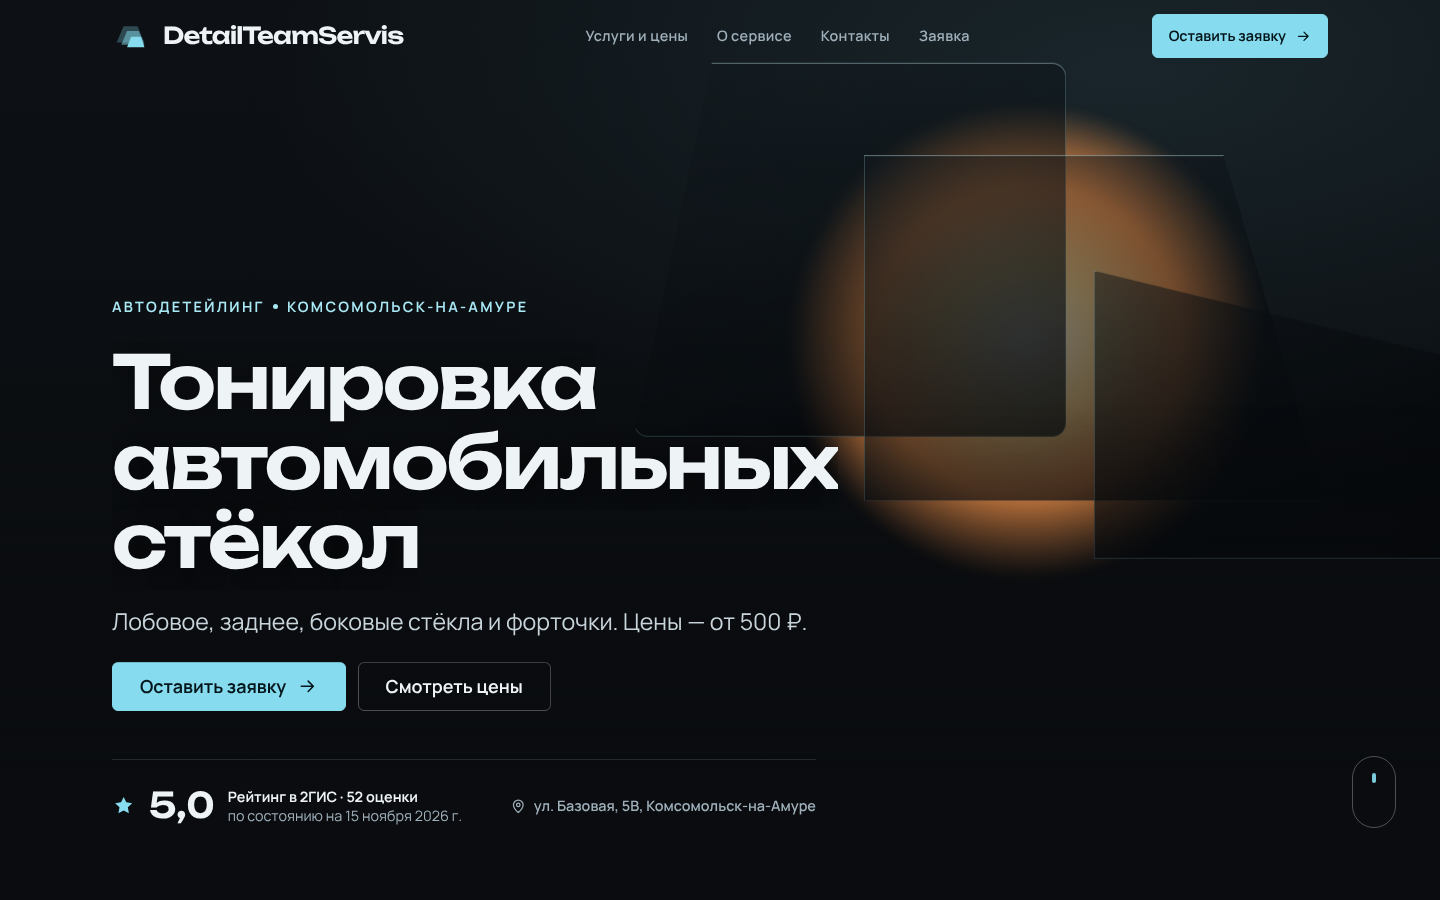 DetailTeamServis
Услуги и цены
О сервисе
Контакты
Заявка
Оставить заявку →
АВТОДЕТЕЙЛИНГ • КОМСОМОЛЬСК-НА-АМУРЕ
Тонировка
автомобильных
стёкол
Лобовое, заднее, боковые стёкла и форточки. Цены — от 500 ₽.
Оставить заявку →
Смотреть цены
5,0
Рейтинг в 2ГИС · 52 оценки
по состоянию на 15 ноября 2026 г.
ул. Базовая, 5В, Комсомольск-на-Амуре